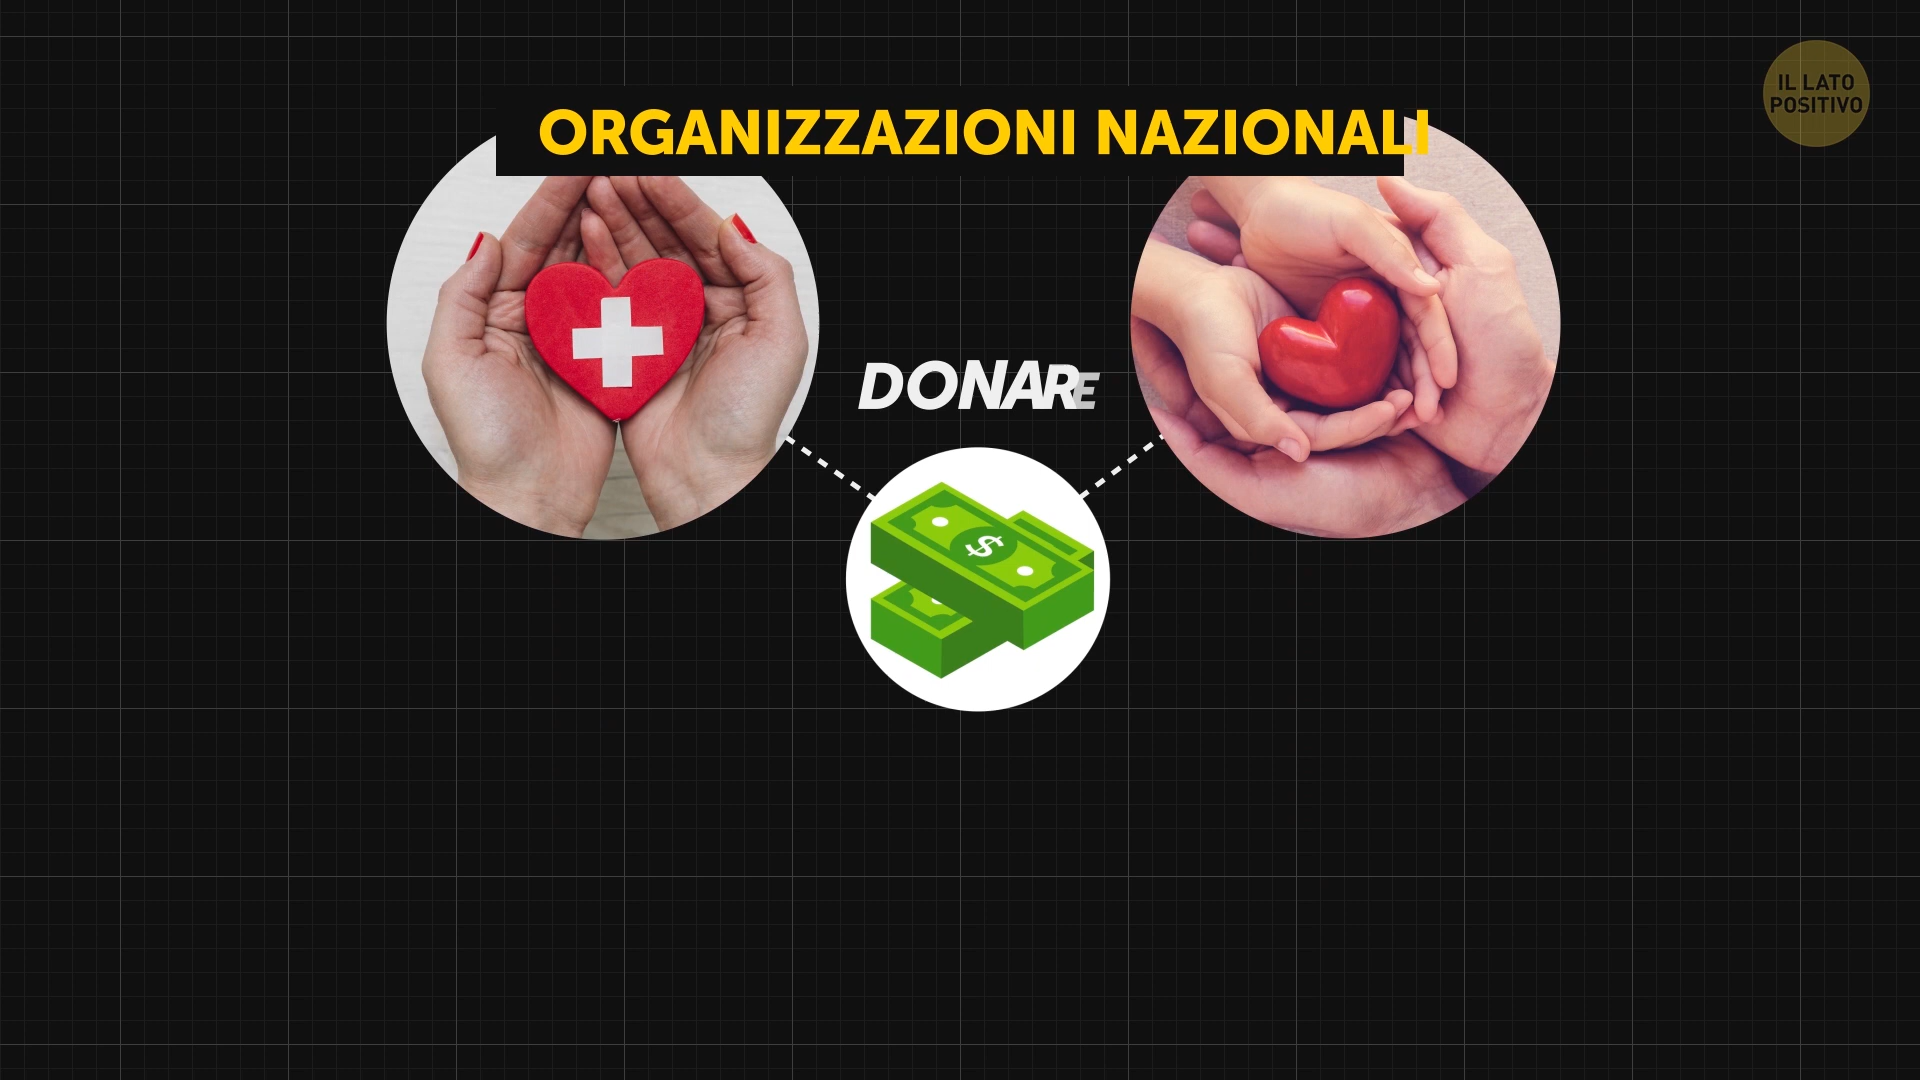 ORGANIZZAZIONI NAZIONALI
IL LATO
POSITIVO
DONARE
$